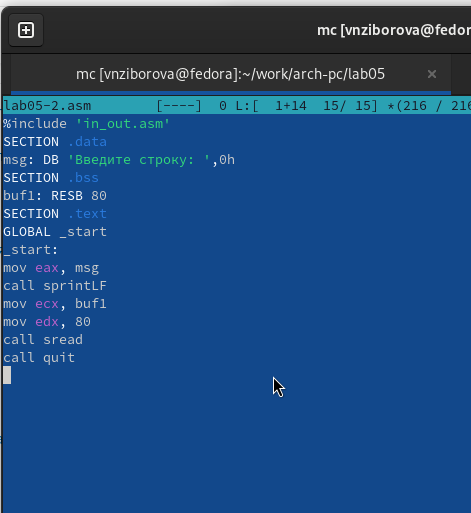 mc [vnziborova@fedor
mc [vnziborova@fedora]:~/work/arch-pc/lab05
lab05-2.asm [----] 0 L:[ 1+14 15/ 15] *(216 / 216
%include 'in_out.asm'
SECTION .data
msg: DB 'Введите строку: ',0h
SECTION .bss
buf1: RESB 80
SECTION .text
GLOBAL _start
_start:
mov eax, msg
call sprintLF
mov ecx, buf1
mov edx, 80
call sread
call quit